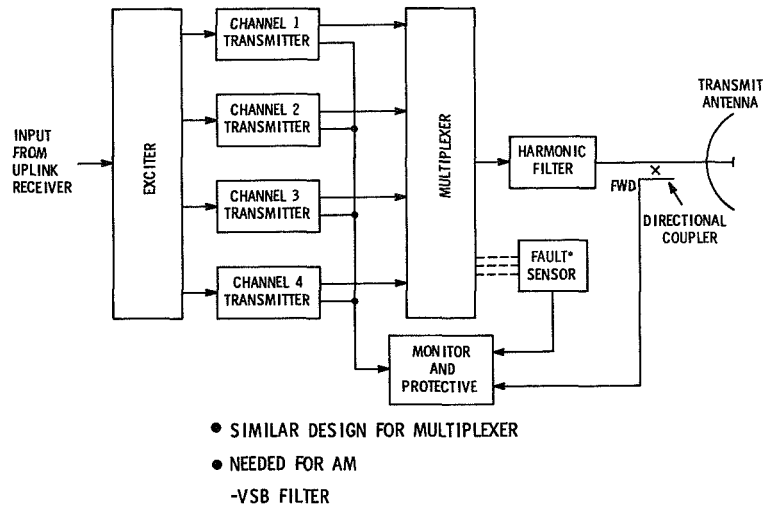 CHANNEL 1
TRANSMITTER
CHANNEL 2
TRANSMITTER
CHANNEL 3
TRANSMITTER
CHANNEL 4
TRANSMITTER
INPUT
FROM
UPLINK
RECEIVER
EXCITER
MULTIPLEXER
HARMONIC
FILTER
TRANSMIT
ANTENNA
FWD
DIRECTIONAL
COUPLER
FAULT*
SENSOR
MONITOR
AND
PROTECTIVE
● SIMILAR DESIGN FOR MULTIPLEXER
● NEEDED FOR AM
-VSB FILTER